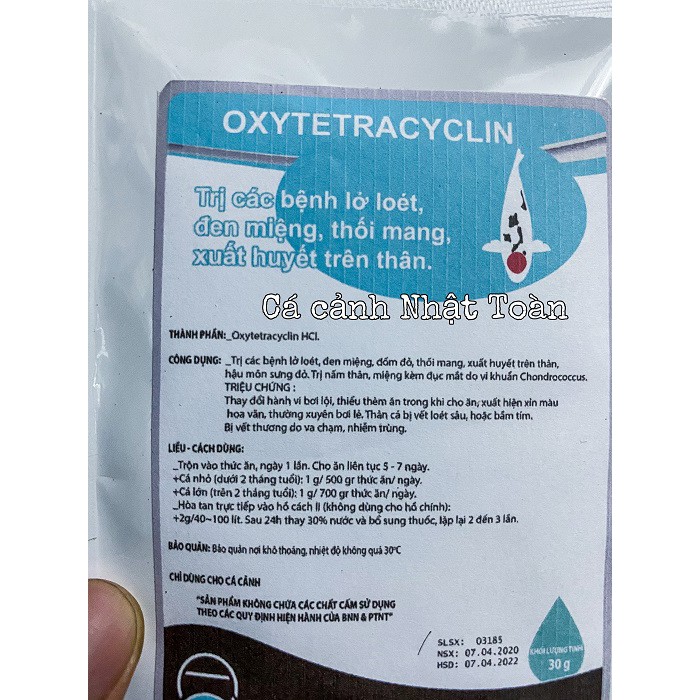 OXYTETRACYCLIN
Trị các bệnh lở loét,
đen miệng, thối mang,
xuất huyết trên thân.
Cá cảnh Nhật Toàn
THÀNH PHẦN:_Oxytetracyclin HCl.
CÔNG DỤNG: _Trị các bệnh lở loét, đen miệng, đốm đỏ, thối mang, xuất huyết trên thân,
hậu môn sưng đỏ. Trị nấm thân, miệng kèm đục mắt do vi khuẩn Chondrococcus.
TRIỆU CHỨNG :
Thay đổi hành vi bơi lội, thiếu thèm ăn trong khi cho ăn, xuất hiện xỉn màu
hoa văn, thường xuyên bơi lẻ. Thân cá bị vết loét sâu, hoặc bầm tím.
Bị vết thương do va chạm, nhiễm trùng.
LIỀU - CÁCH DÙNG:
_Trộn vào thức ăn, ngày 1 lần. Cho ăn liên tục 5 - 7 ngày.
+Cá nhỏ (dưới 2 tháng tuổi): 1 g/ 500 gr thức ăn/ ngày.
+Cá lớn (trên 2 tháng tuổi): 1 g/ 700 gr thức ăn/ ngày.
_Hòa tan trực tiếp vào hồ cách li (không dùng cho hồ chính):
+2g/40~100 lít. Sau 24h thay 30% nước và bổ sung thuốc, lặp lại 2 đến 3 lần.
BẢO QUẢN: Bảo quản nơi khô thoáng, nhiệt độ không quá 30°C
CHỈ DÙNG CHO CÁ CẢNH
"SẢN PHẨM KHÔNG CHỨA CÁC CHẤT CẤM SỬ DỤNG
THEO CÁC QUY ĐỊNH HIỆN HÀNH CỦA BNN & PTNT"
SLSX: 03185
NSX: 07.04.2020
HSD: 07.04.2022
KHỐI LƯỢNG TỊNH
30 g